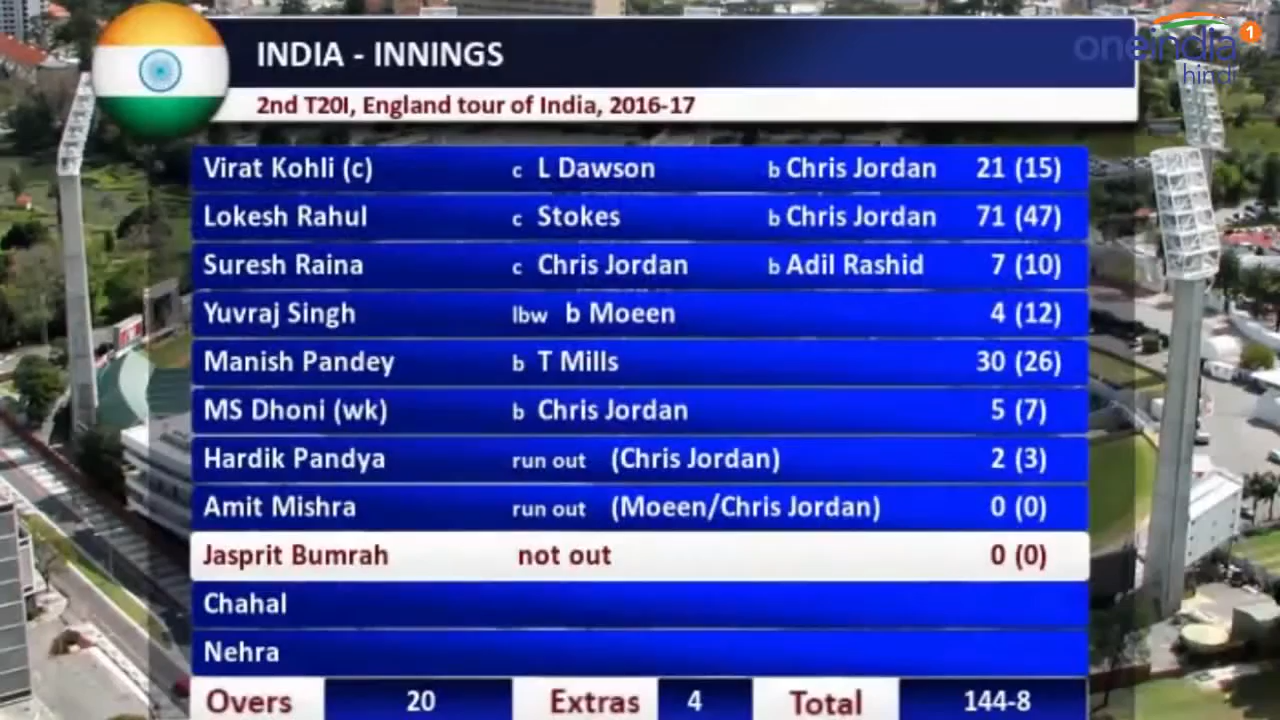 oneindia 1
hindi
INDIA - INNINGS
2nd T20I, England tour of India, 2016-17
Virat Kohli (c) c L Dawson b Chris Jordan 21 (15)
Lokesh Rahul c Stokes b Chris Jordan 71 (47)
Suresh Raina c Chris Jordan b Adil Rashid 7 (10)
Yuvraj Singh lbw b Moeen 4 (12)
Manish Pandey b T Mills 30 (26)
MS Dhoni (wk) b Chris Jordan 5 (7)
Hardik Pandya run out (Chris Jordan) 2 (3)
Amit Mishra run out (Moeen/Chris Jordan) 0 (0)
Jasprit Bumrah not out 0 (0)
Chahal
Nehra
Overs 20 Extras 4 Total 144-8